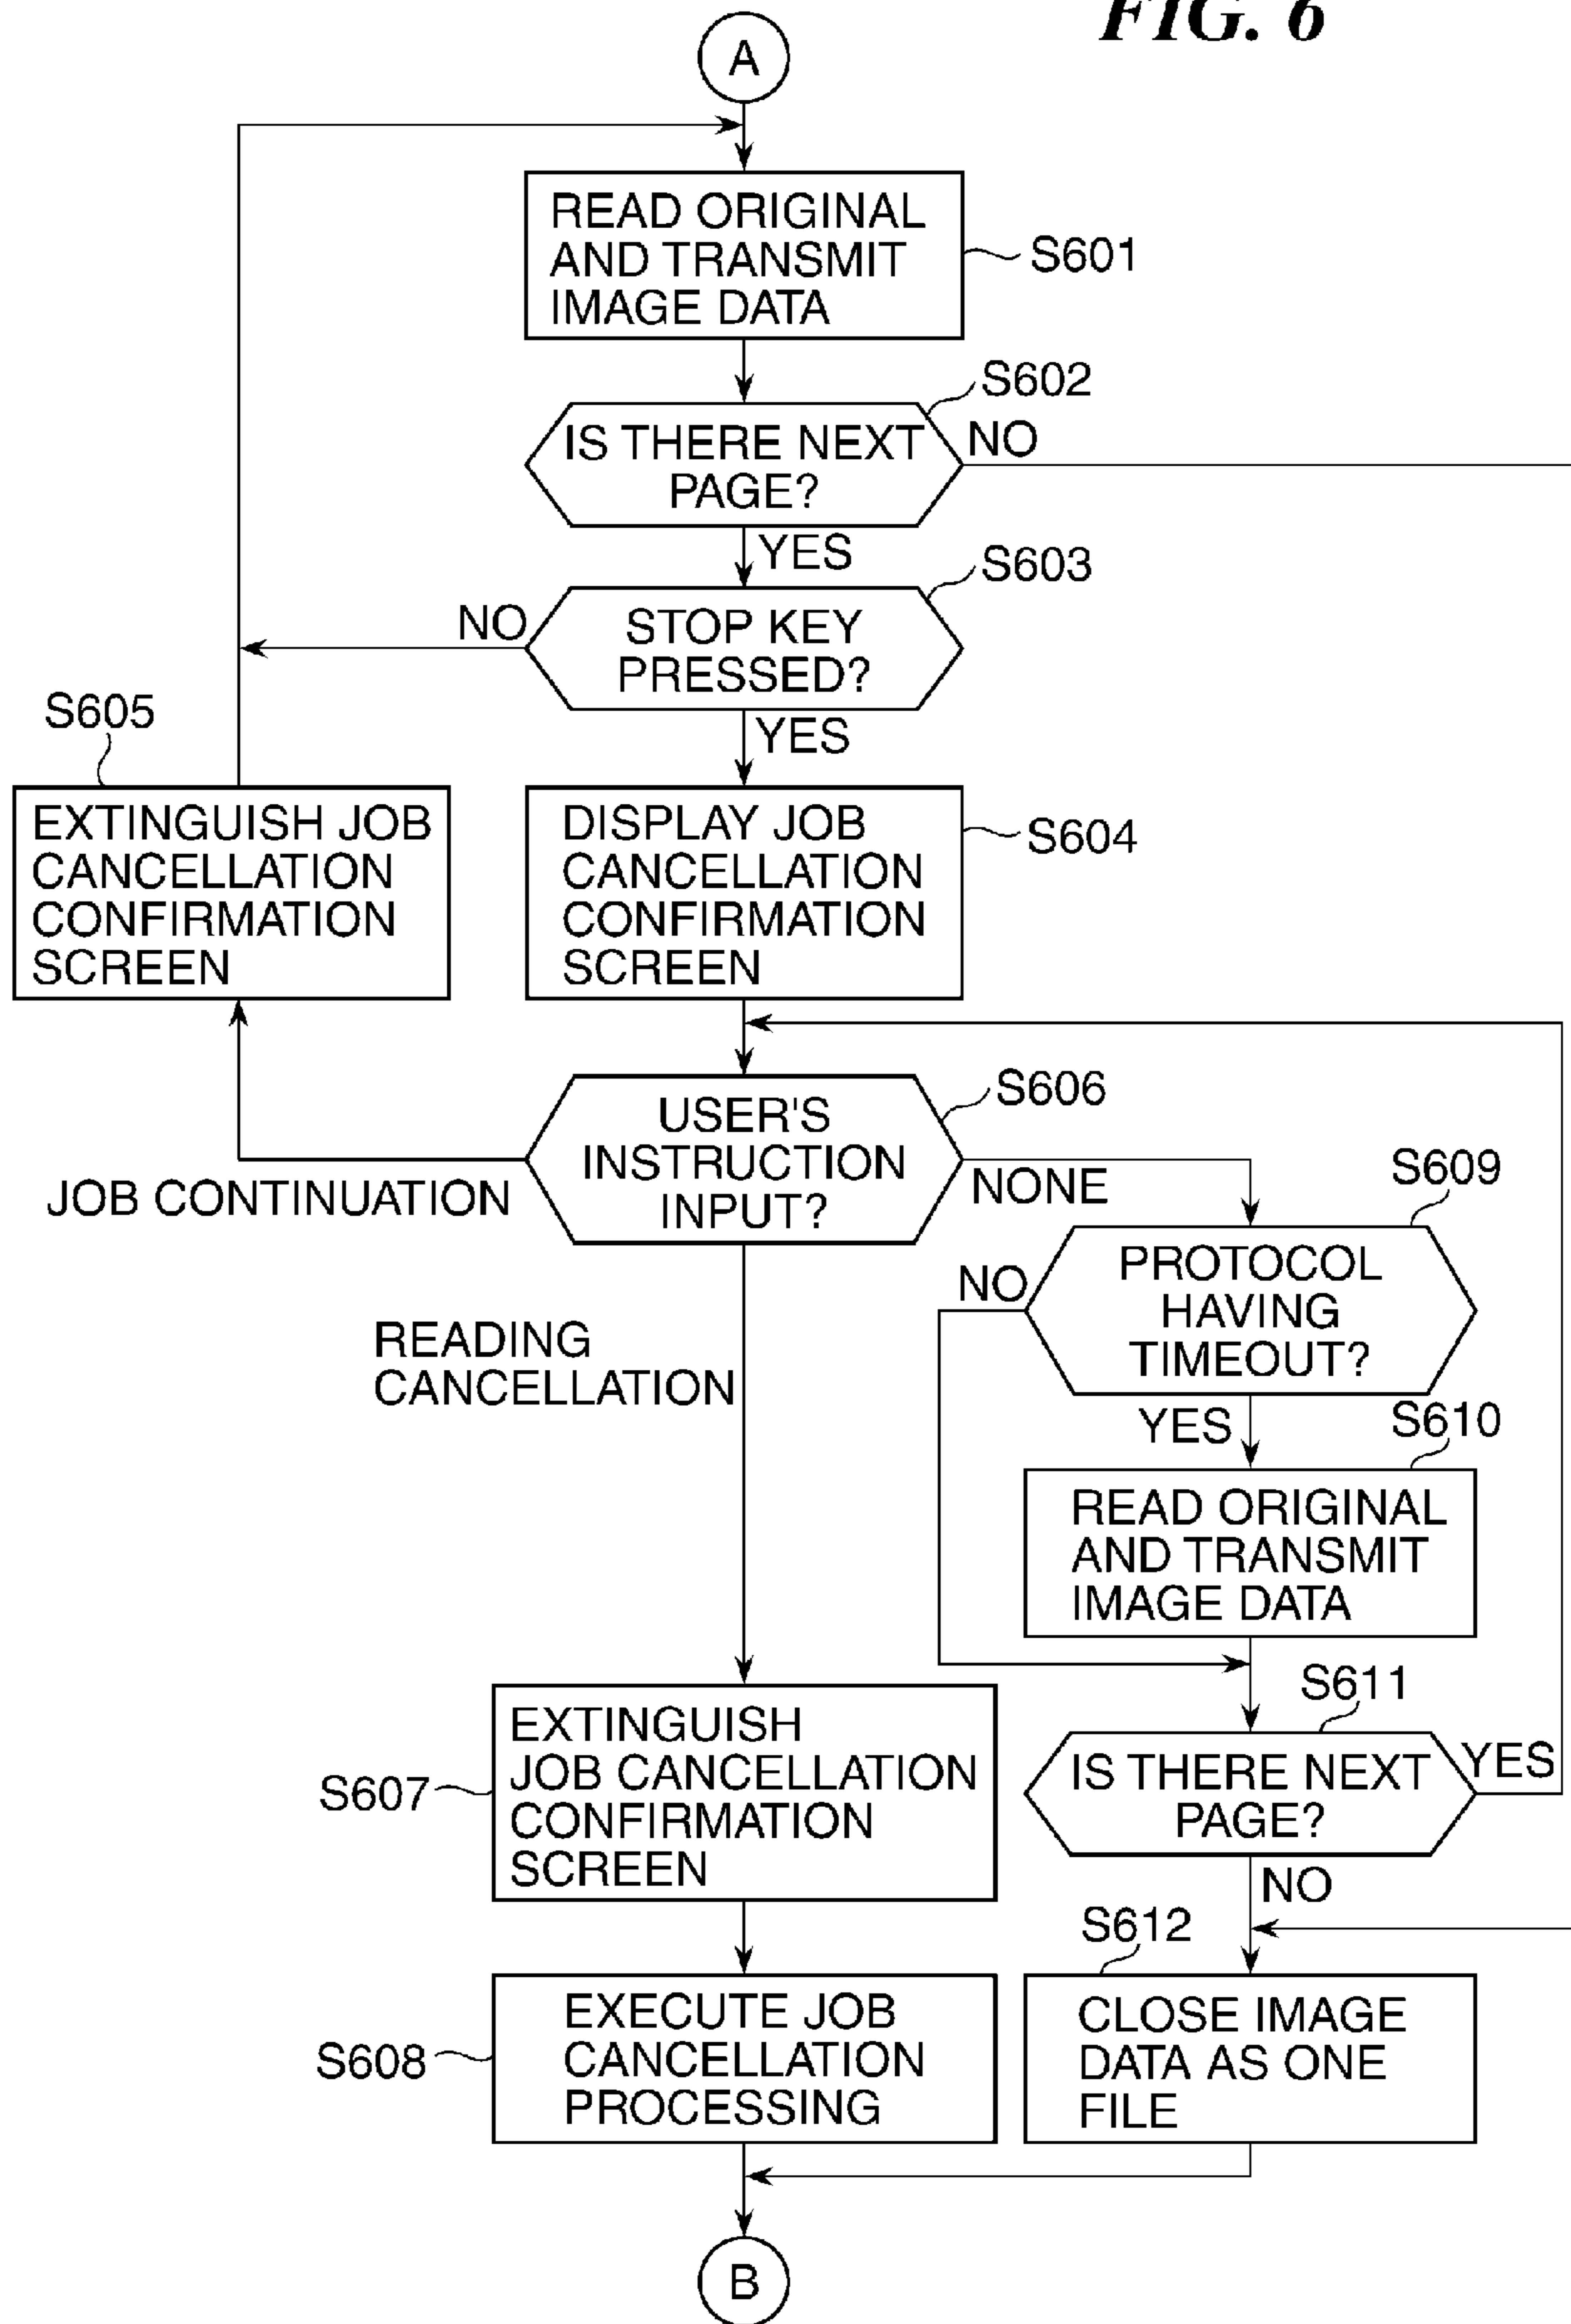 FIG. 6
A
READ ORIGINAL
AND TRANSMIT
IMAGE DATA
S601
S602
IS THERE NEXT
PAGE?
NO
YES
S603
STOP KEY
PRESSED?
NO
YES
S605
EXTINGUISH JOB
CANCELLATION
CONFIRMATION
SCREEN
DISPLAY JOB
CANCELLATION
CONFIRMATION
SCREEN
S604
S606
USER'S
INSTRUCTION
INPUT?
JOB CONTINUATION
NONE
S609
PROTOCOL
HAVING
TIMEOUT?
NO
READING
CANCELLATION
YES
S610
READ ORIGINAL
AND TRANSMIT
IMAGE DATA
S611
IS THERE NEXT
PAGE?
YES
NO
S607
EXTINGUISH
JOB CANCELLATION
CONFIRMATION
SCREEN
S612
S608
EXECUTE JOB
CANCELLATION
PROCESSING
CLOSE IMAGE
DATA AS ONE
FILE
B